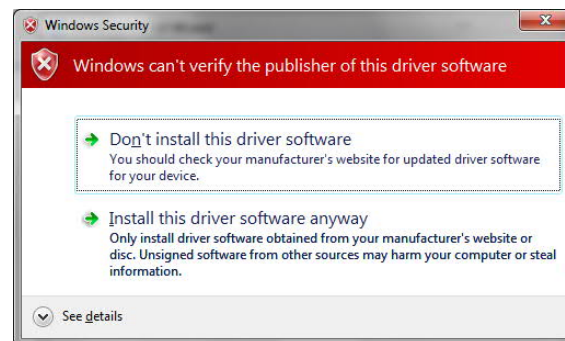 Windows Security
Windows can't verify the publisher of this driver software
Don't install this driver software
You should check your manufacturer's website for updated driver software
for your device.
Install this driver software anyway
Only install driver software obtained from your manufacturer's website or
disc. Unsigned software from other sources may harm your computer or steal
information.
See details